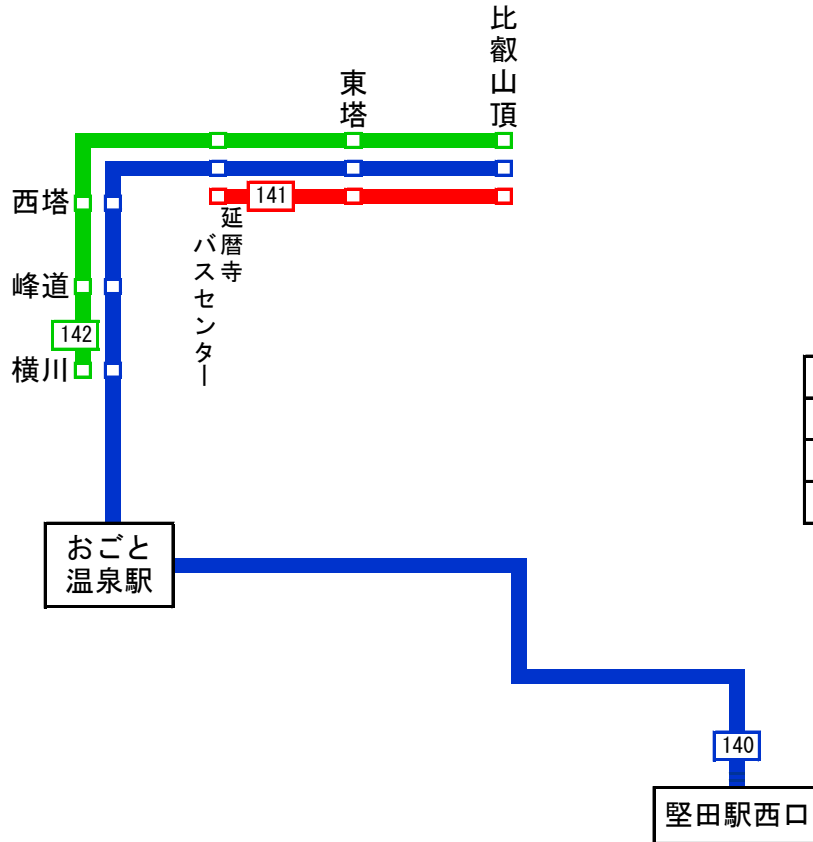 比叡山頂
東塔
141
延暦寺
バスセンター
西塔
峰道
142
横川
おごと
温泉駅
140
堅田駅西口